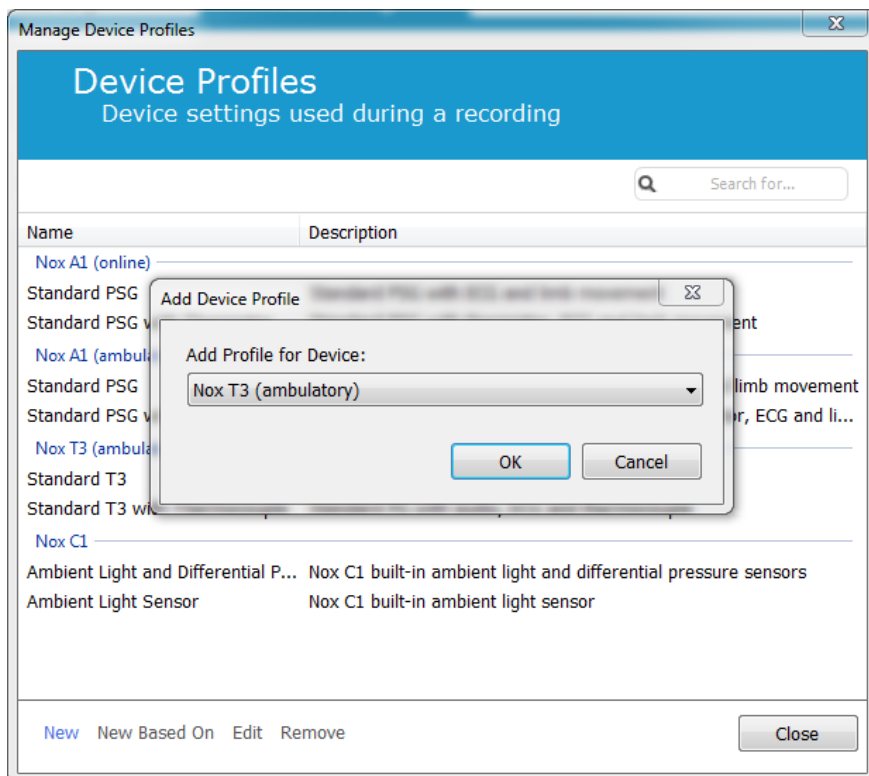 Manage Device Profiles
Device Profiles
Device settings used during a recording
Search for...
Name Description
Nox A1 (online)
Standard PSG
Standard PSG w ent
Nox A1 (ambula
Standard PSG limb movement
Standard PSG w r, ECG and li...
Nox T3 (ambula
Standard T3
Standard T3 wi
Nox C1
Ambient Light and Differential P... Nox C1 built-in ambient light and differential pressure sensors
Ambient Light Sensor Nox C1 built-in ambient light sensor
Add Device Profile
Add Profile for Device:
Nox T3 (ambulatory)
OK Cancel
New New Based On Edit Remove Close